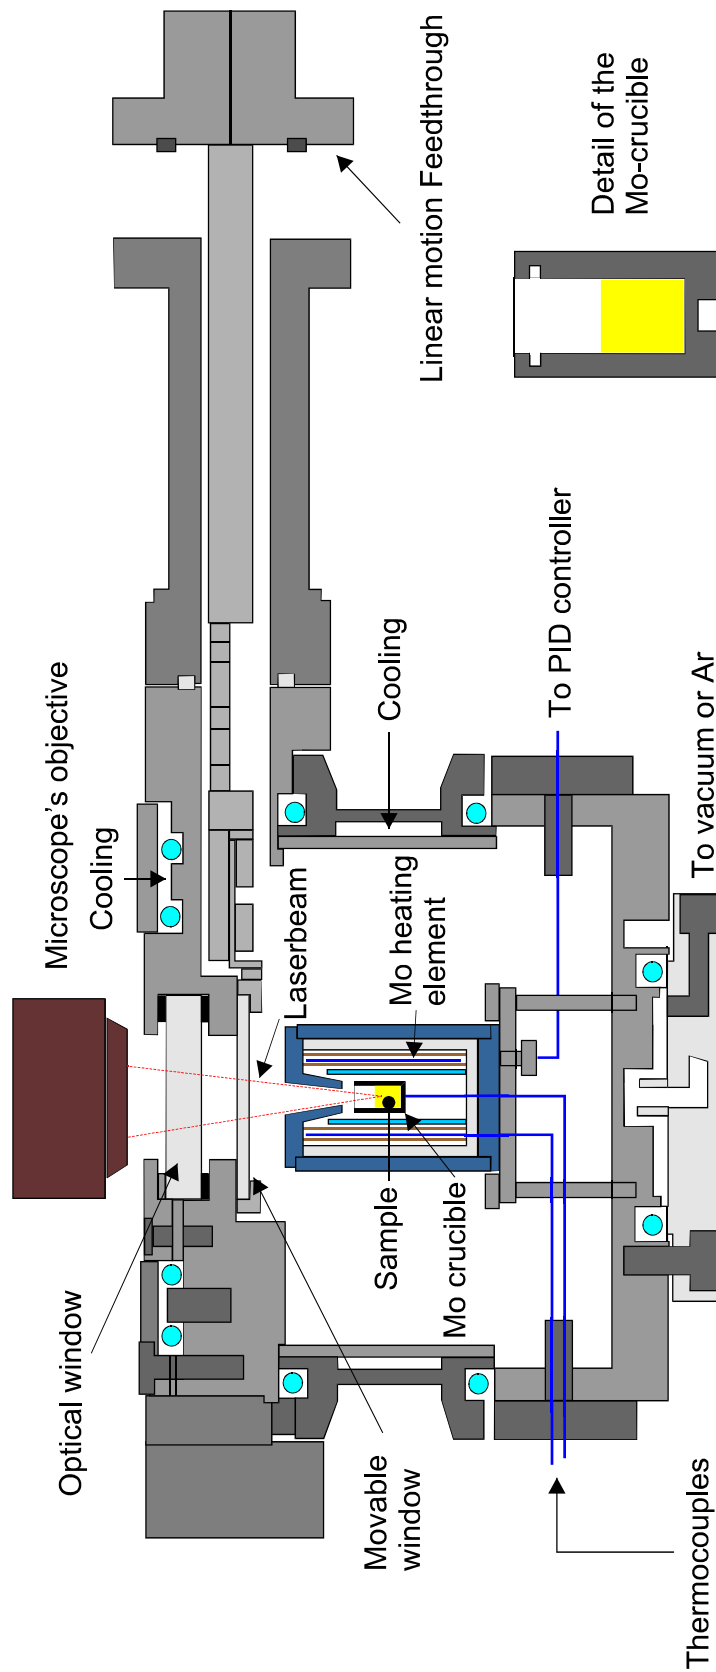 Microscope's objective
Cooling
Linear motion Feedthrough
Detail of the
Mo-crucible
Optical window
Laserbeam
Movable
window
Sample
Mo crucible
Mo heating
element
Cooling
To PID controller
Thermocouples
To vacuum or Ar